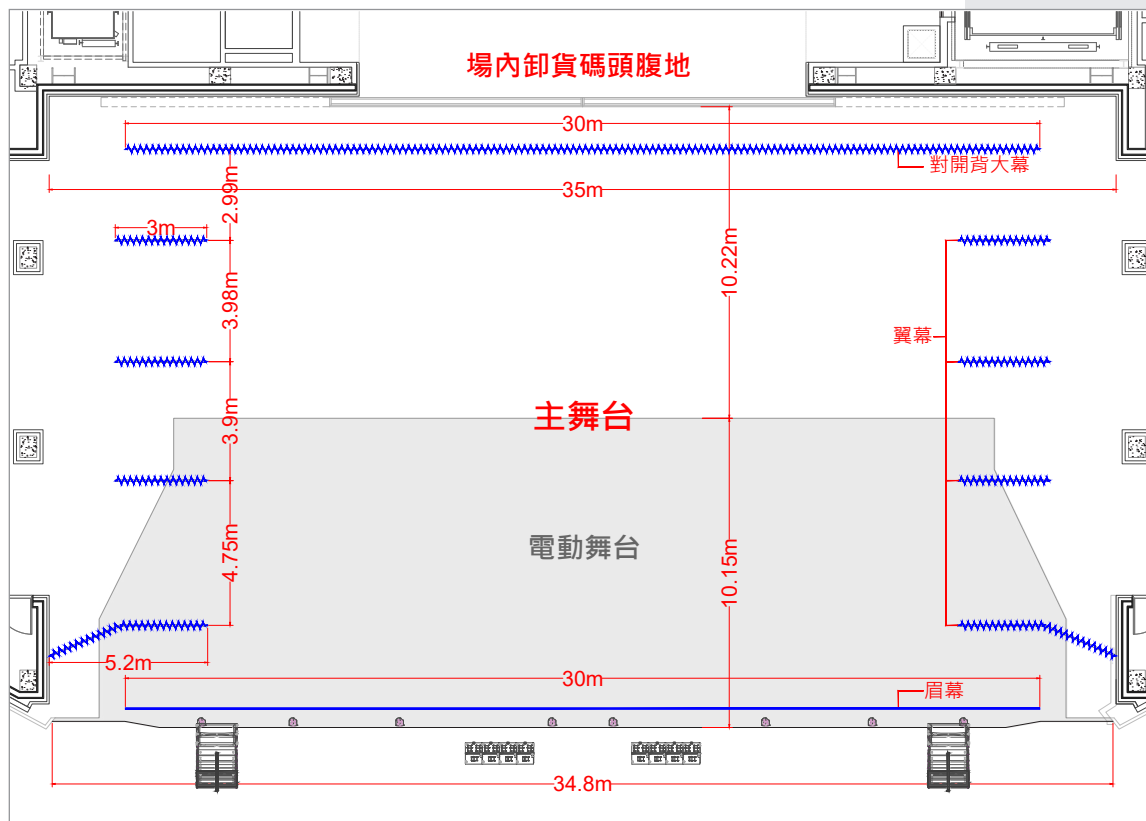 場內卸貨碼頭腹地
30m
對開背大幕
2.99m
35m
3m
10.22m
3.98m
翼幕
3.9m
主舞台
電動舞台
4.75m
10.15m
5.2m
30m
眉幕
34.8m